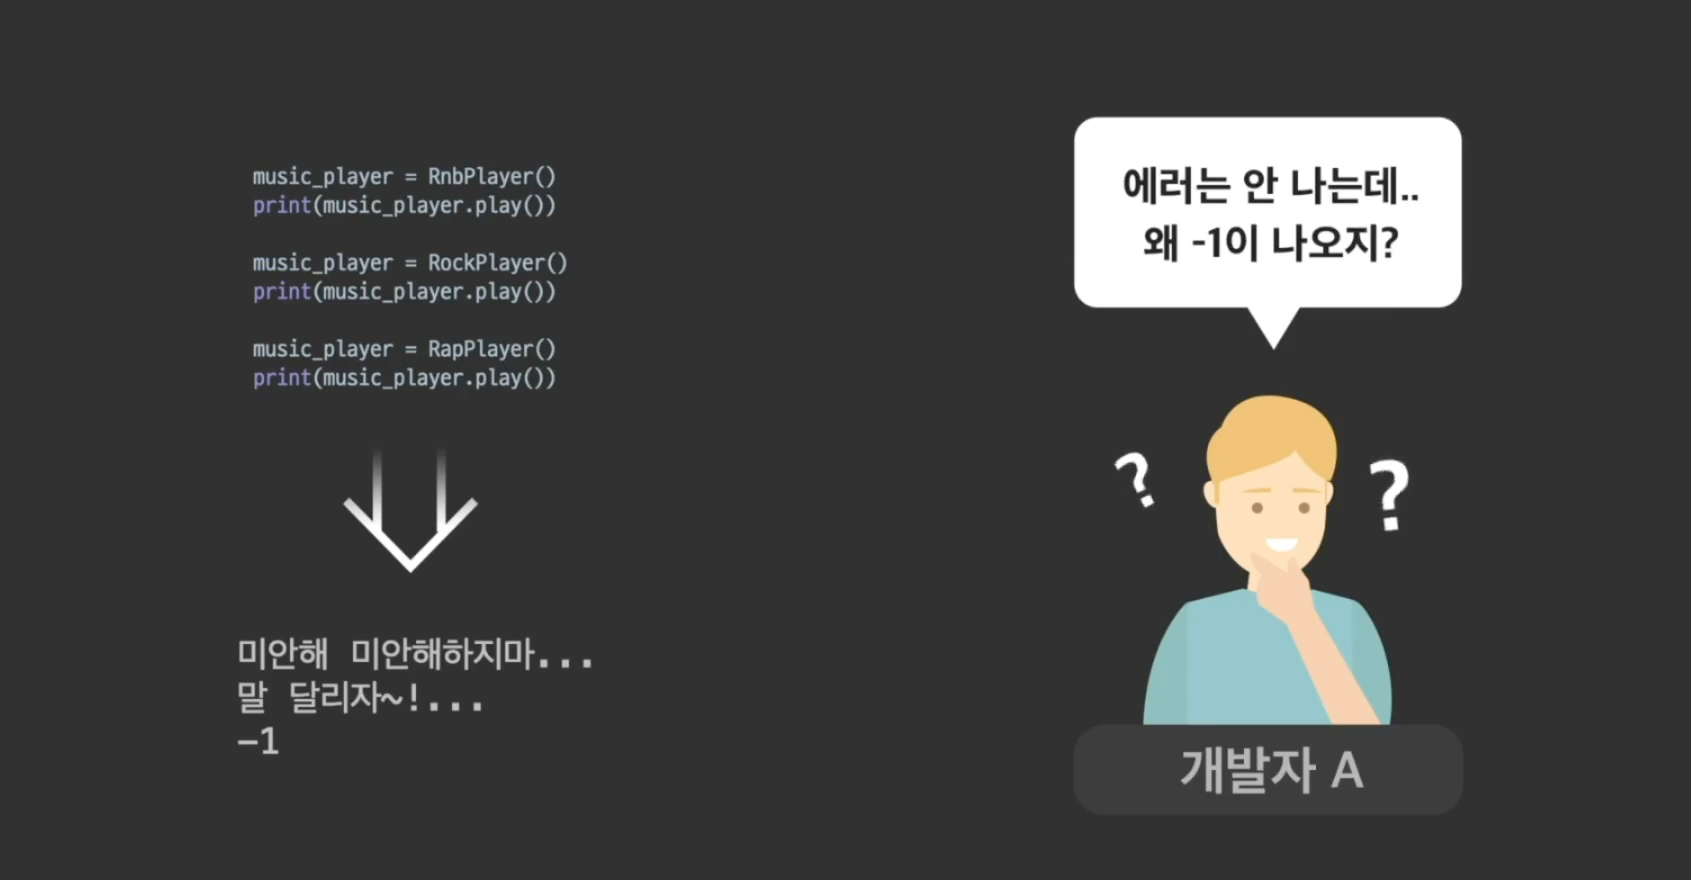 music_player = RnbPlayer()
print(music_player.play())
music_player = RockPlayer()
print(music_player.play())
music_player = RapPlayer()
print(music_player.play())
미안해 미안해하지마...
말 달리자~!...
-1
에러는 안 나는데..
왜 -1이 나오지?
?
?
개발자 A